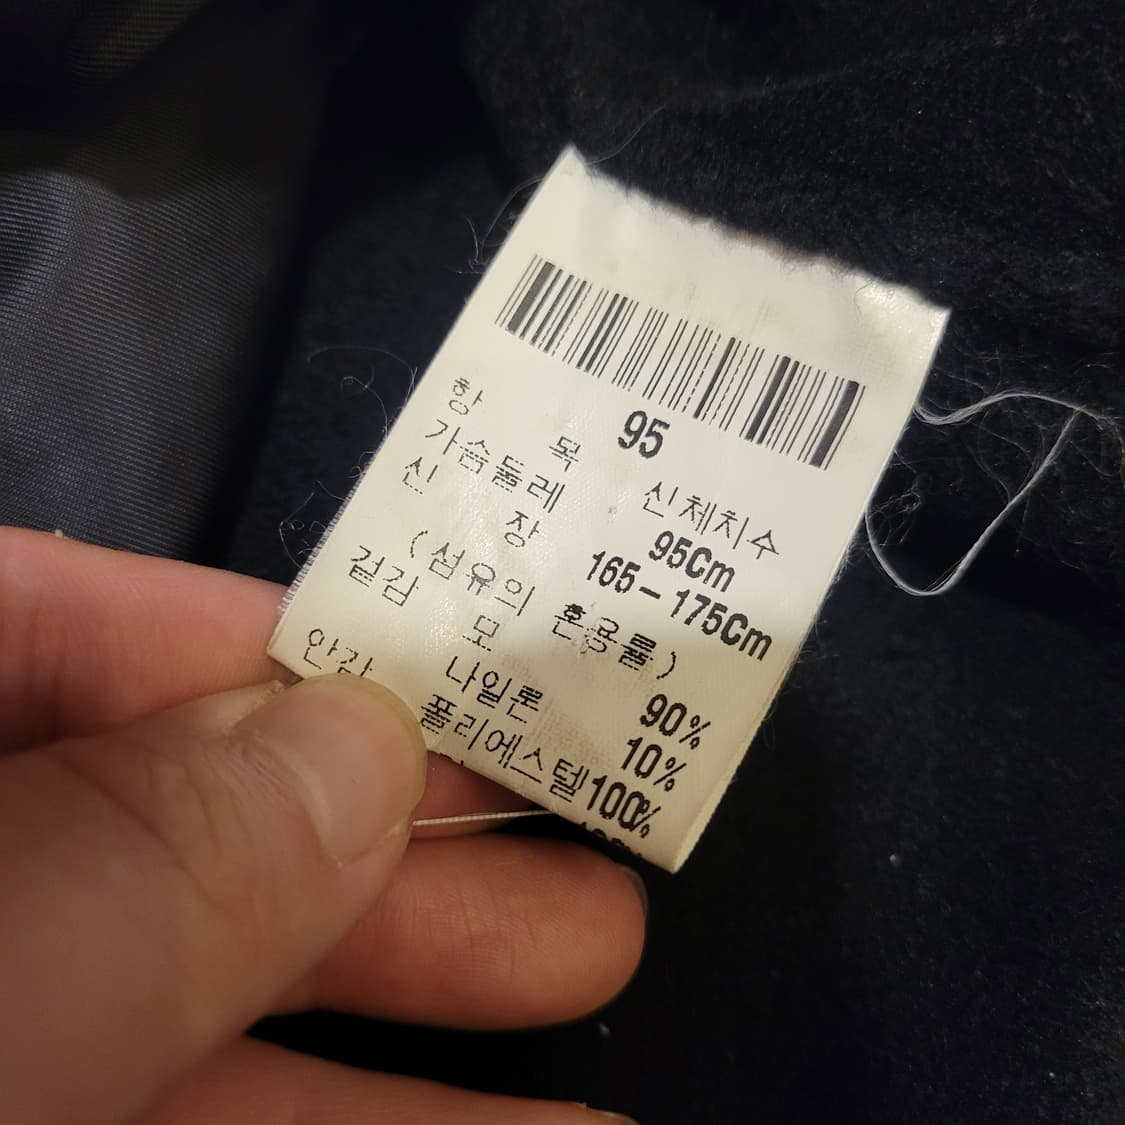 95
항 목 신체치수
가슴둘레 95Cm
신 장 165-175Cm
(섬유의 혼용률)
겉감 모 90%
나일론 10%
안감 폴리에스텔100%